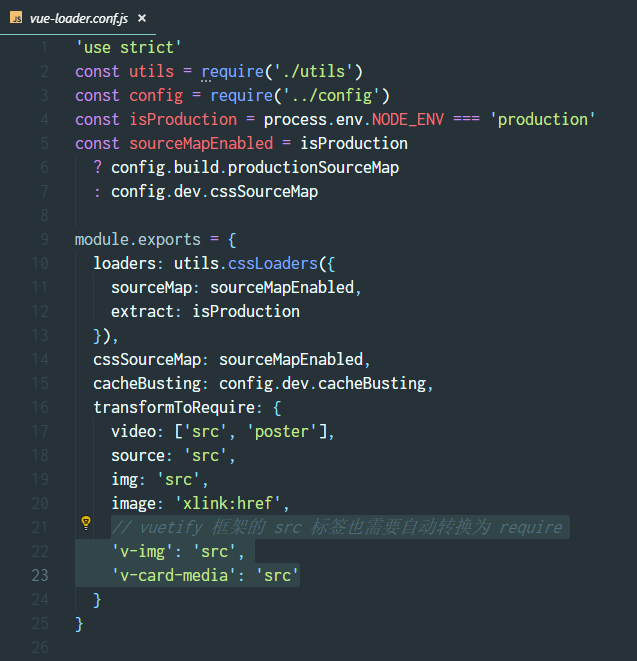 JS vue-loader.conf.js ×
1 'use strict'
2 const utils = require('./utils')
3 const config = require('../config')
4 const isProduction = process.env.NODE_ENV === 'production'
5 const sourceMapEnabled = isProduction
6 ? config.build.productionSourceMap
7 : config.dev.cssSourceMap
8
9 module.exports = {
10 loaders: utils.cssLoaders({
11 sourceMap: sourceMapEnabled,
12 extract: isProduction
13 }),
14 cssSourceMap: sourceMapEnabled,
15 cacheBusting: config.dev.cacheBusting,
16 transformToRequire: {
17 video: ['src', 'poster'],
18 source: 'src',
19 img: 'src',
20 image: 'xlink:href',
21 // vuetify 框架的 src 标签也需要自动转换为 require
22 'v-img': 'src',
23 'v-card-media': 'src'
24 }
25 }
26